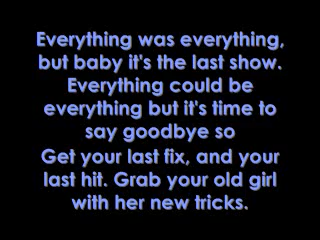 Everything was everything,
but baby it's the last show.
Everything could be
everything but it's time to
say goodbye so
Get your last fix, and your
last hit. Grab your old girl
with her new tricks.